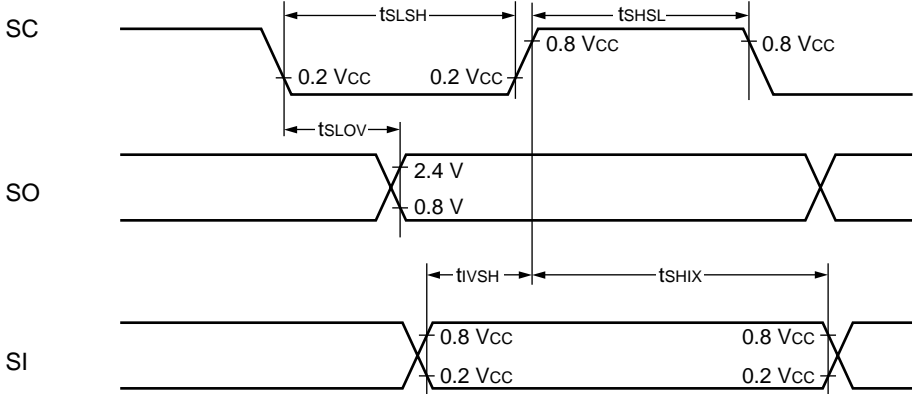 tSLSH tSHSL
SC
0.8 VCC 0.8 VCC
0.2 VCC 0.2 VCC
tSLOV
2.4 V
SO
0.8 V
tIVSH tSHIX
0.8 VCC 0.8 VCC
SI
0.2 VCC 0.2 VCC